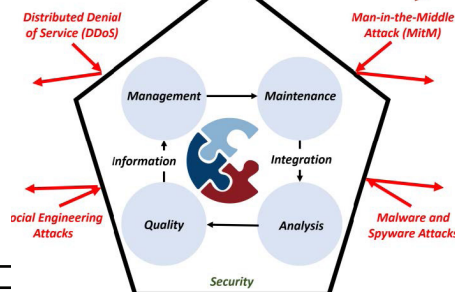 Distributed Denial
of Service (DDoS)
Man-in-the-Middle
Attack (MitM)
Management
Maintenance
Information
Integration
Quality
Analysis
ocial Engineering
Attacks
Malware and
Spyware Attacks
Security